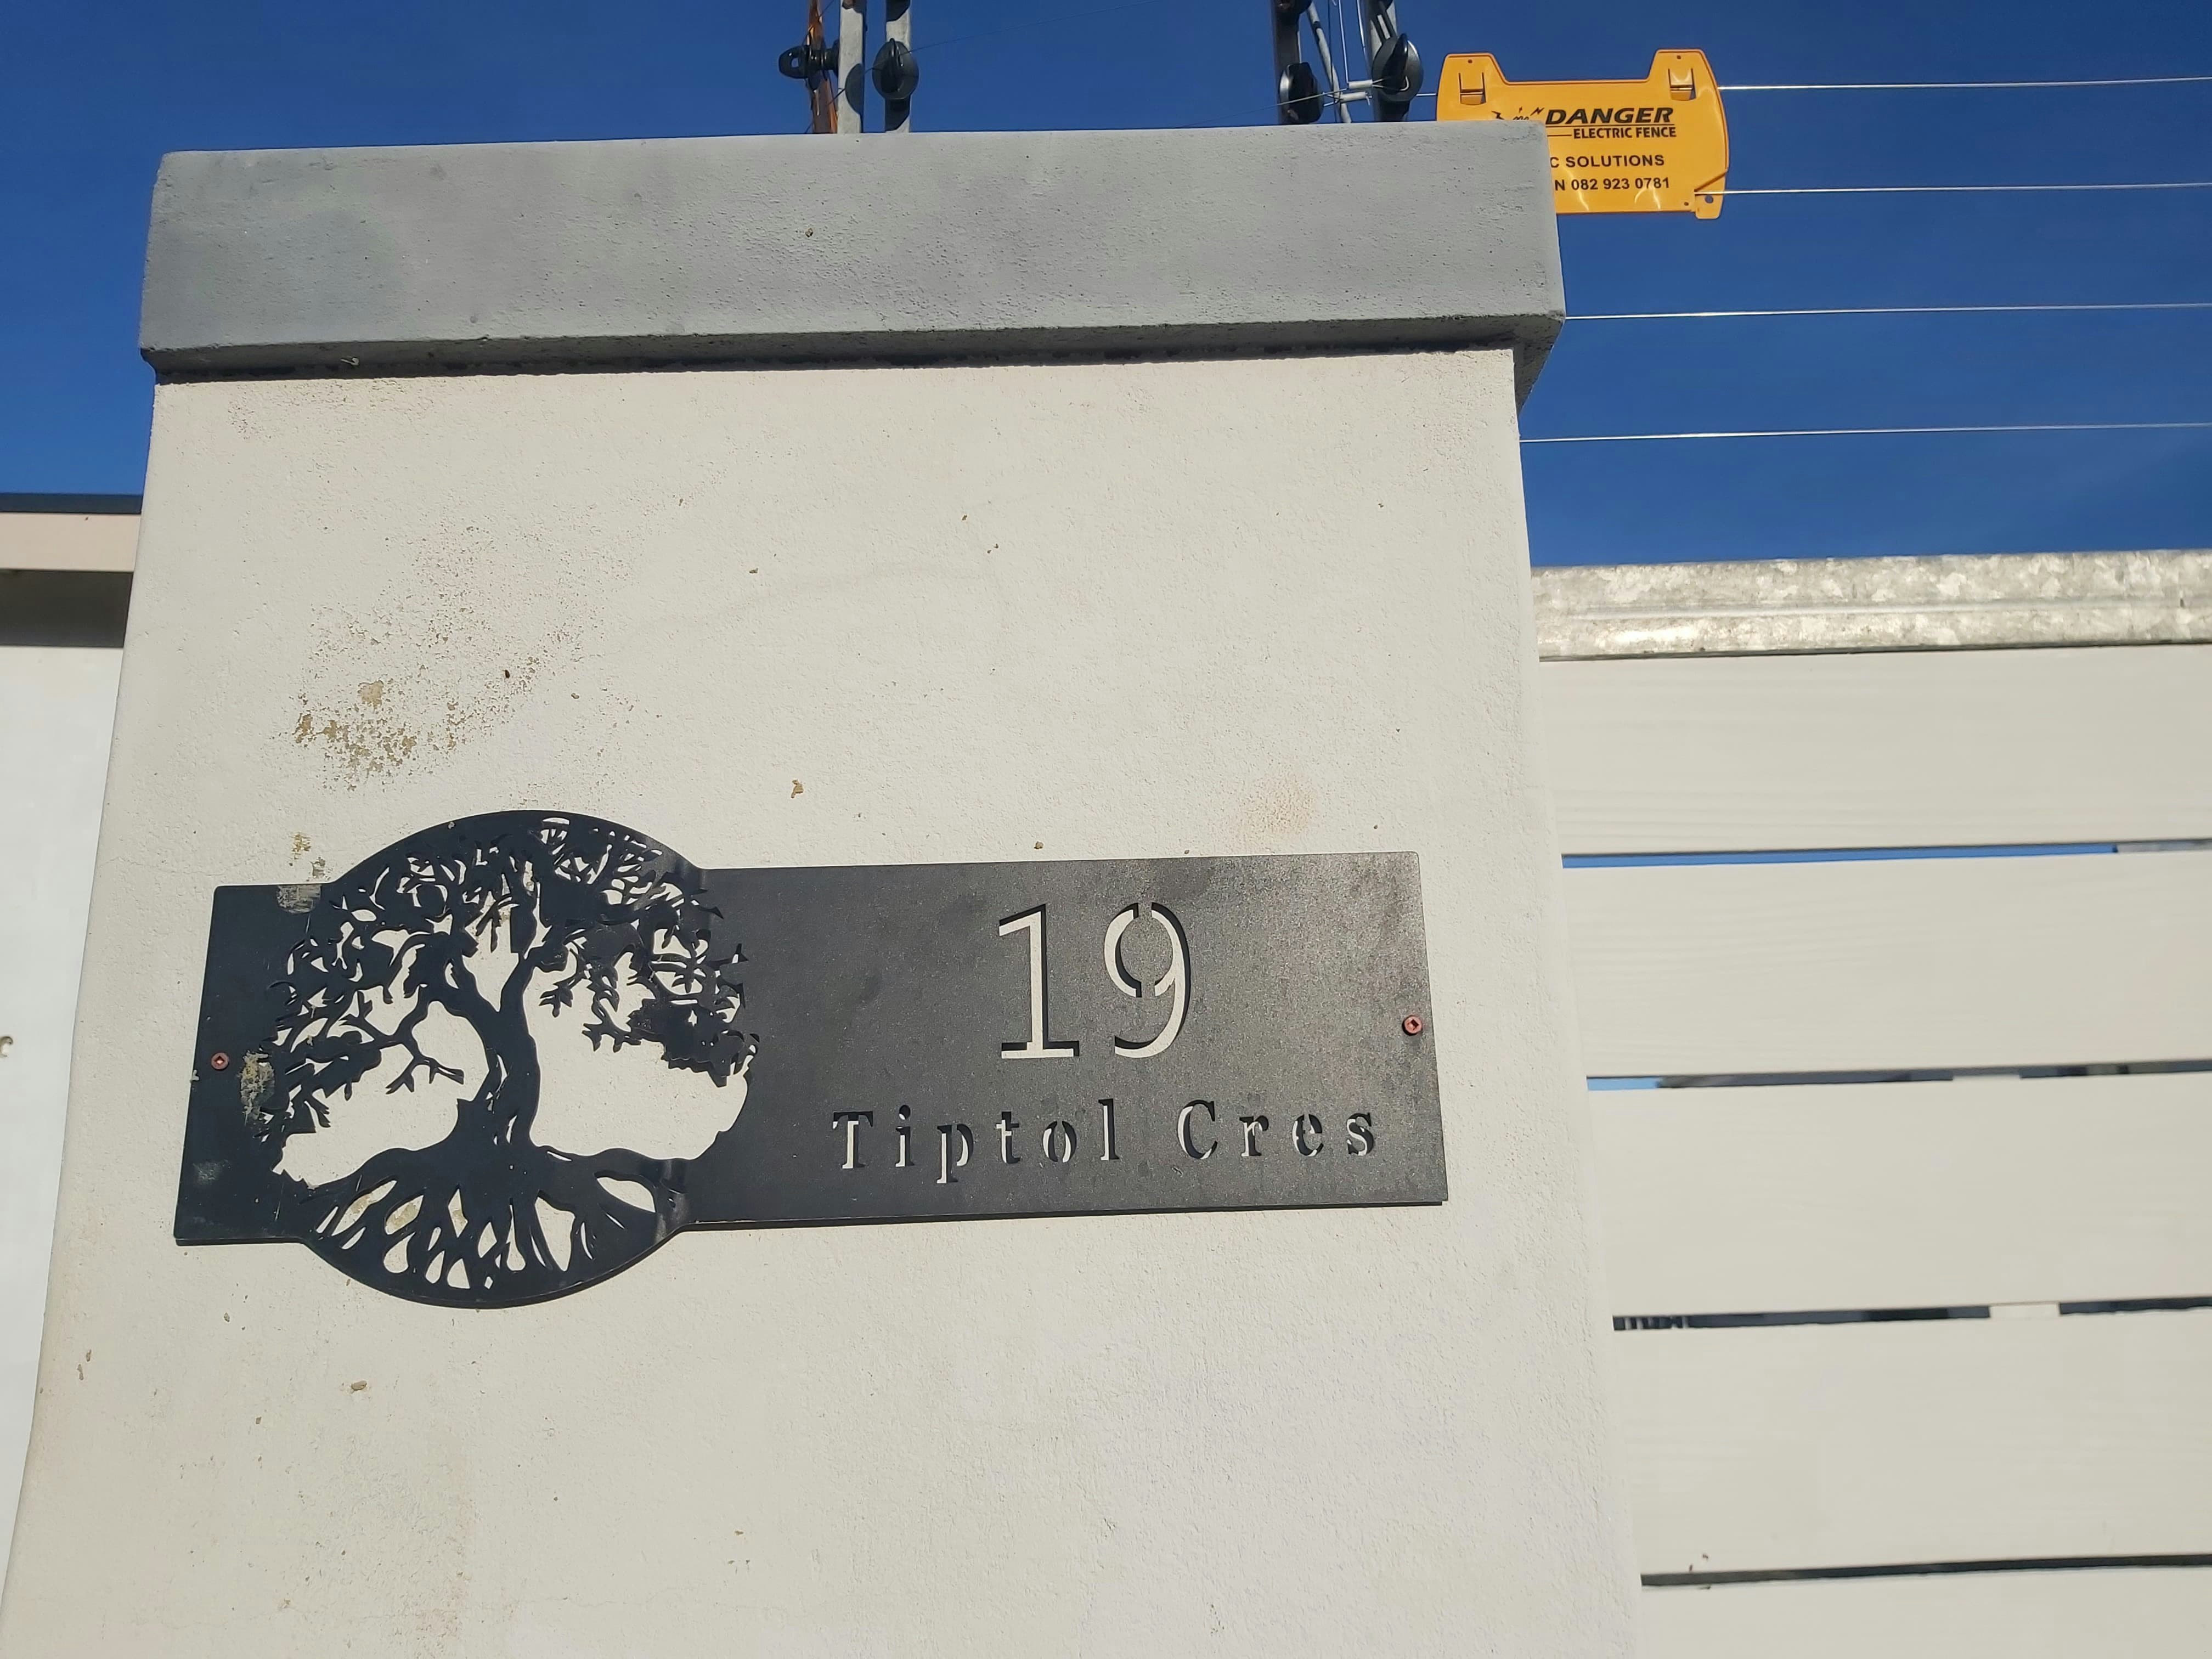 DANGER
ELECTRIC FENCE
SOLUTIONS
082 923 0781
19
Tiptol Cres